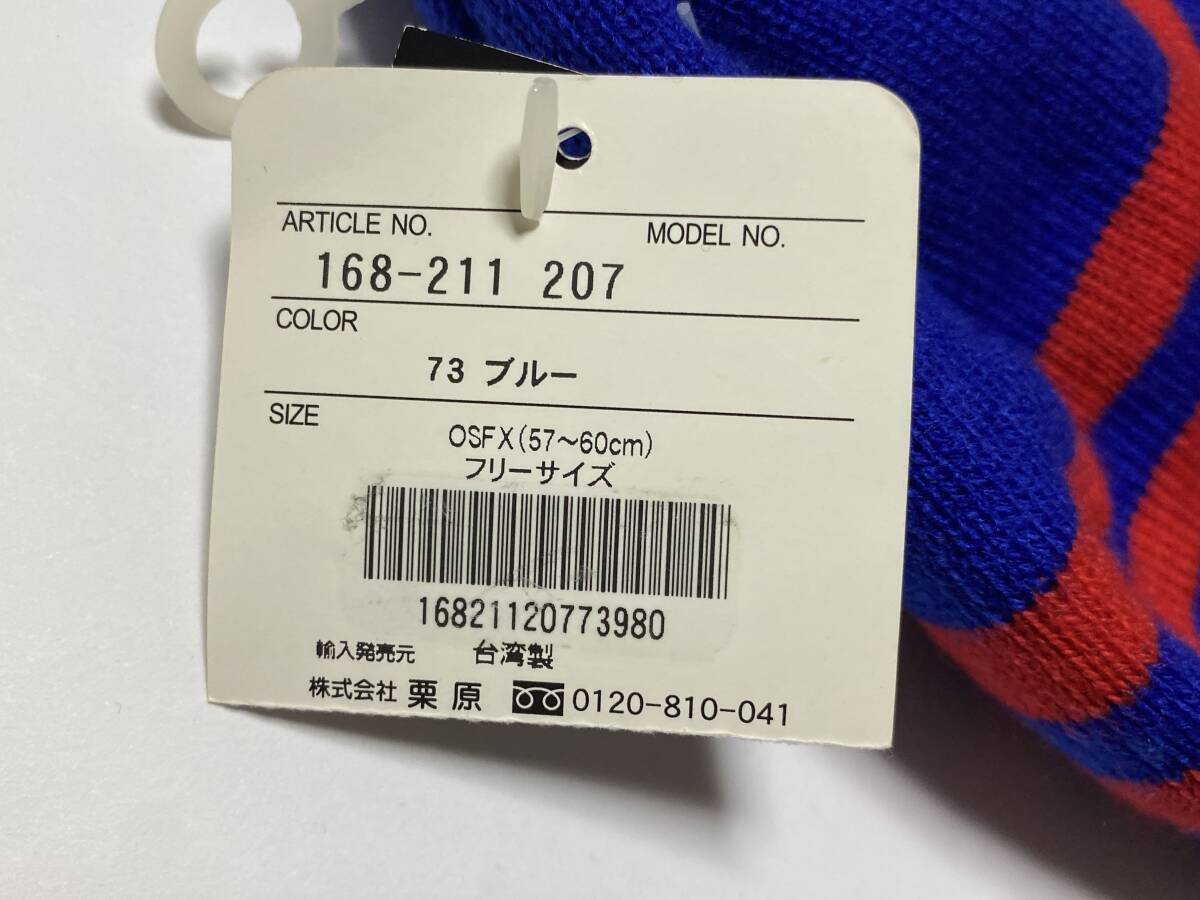 ARTICLE NO. MODEL NO.
168-211 207
COLOR
73 ブルー
SIZE
OSFX(57～60cm)
フリーサイズ
16821120773980
輸入発売元 台湾製
株式会社 栗原 0120-810-041